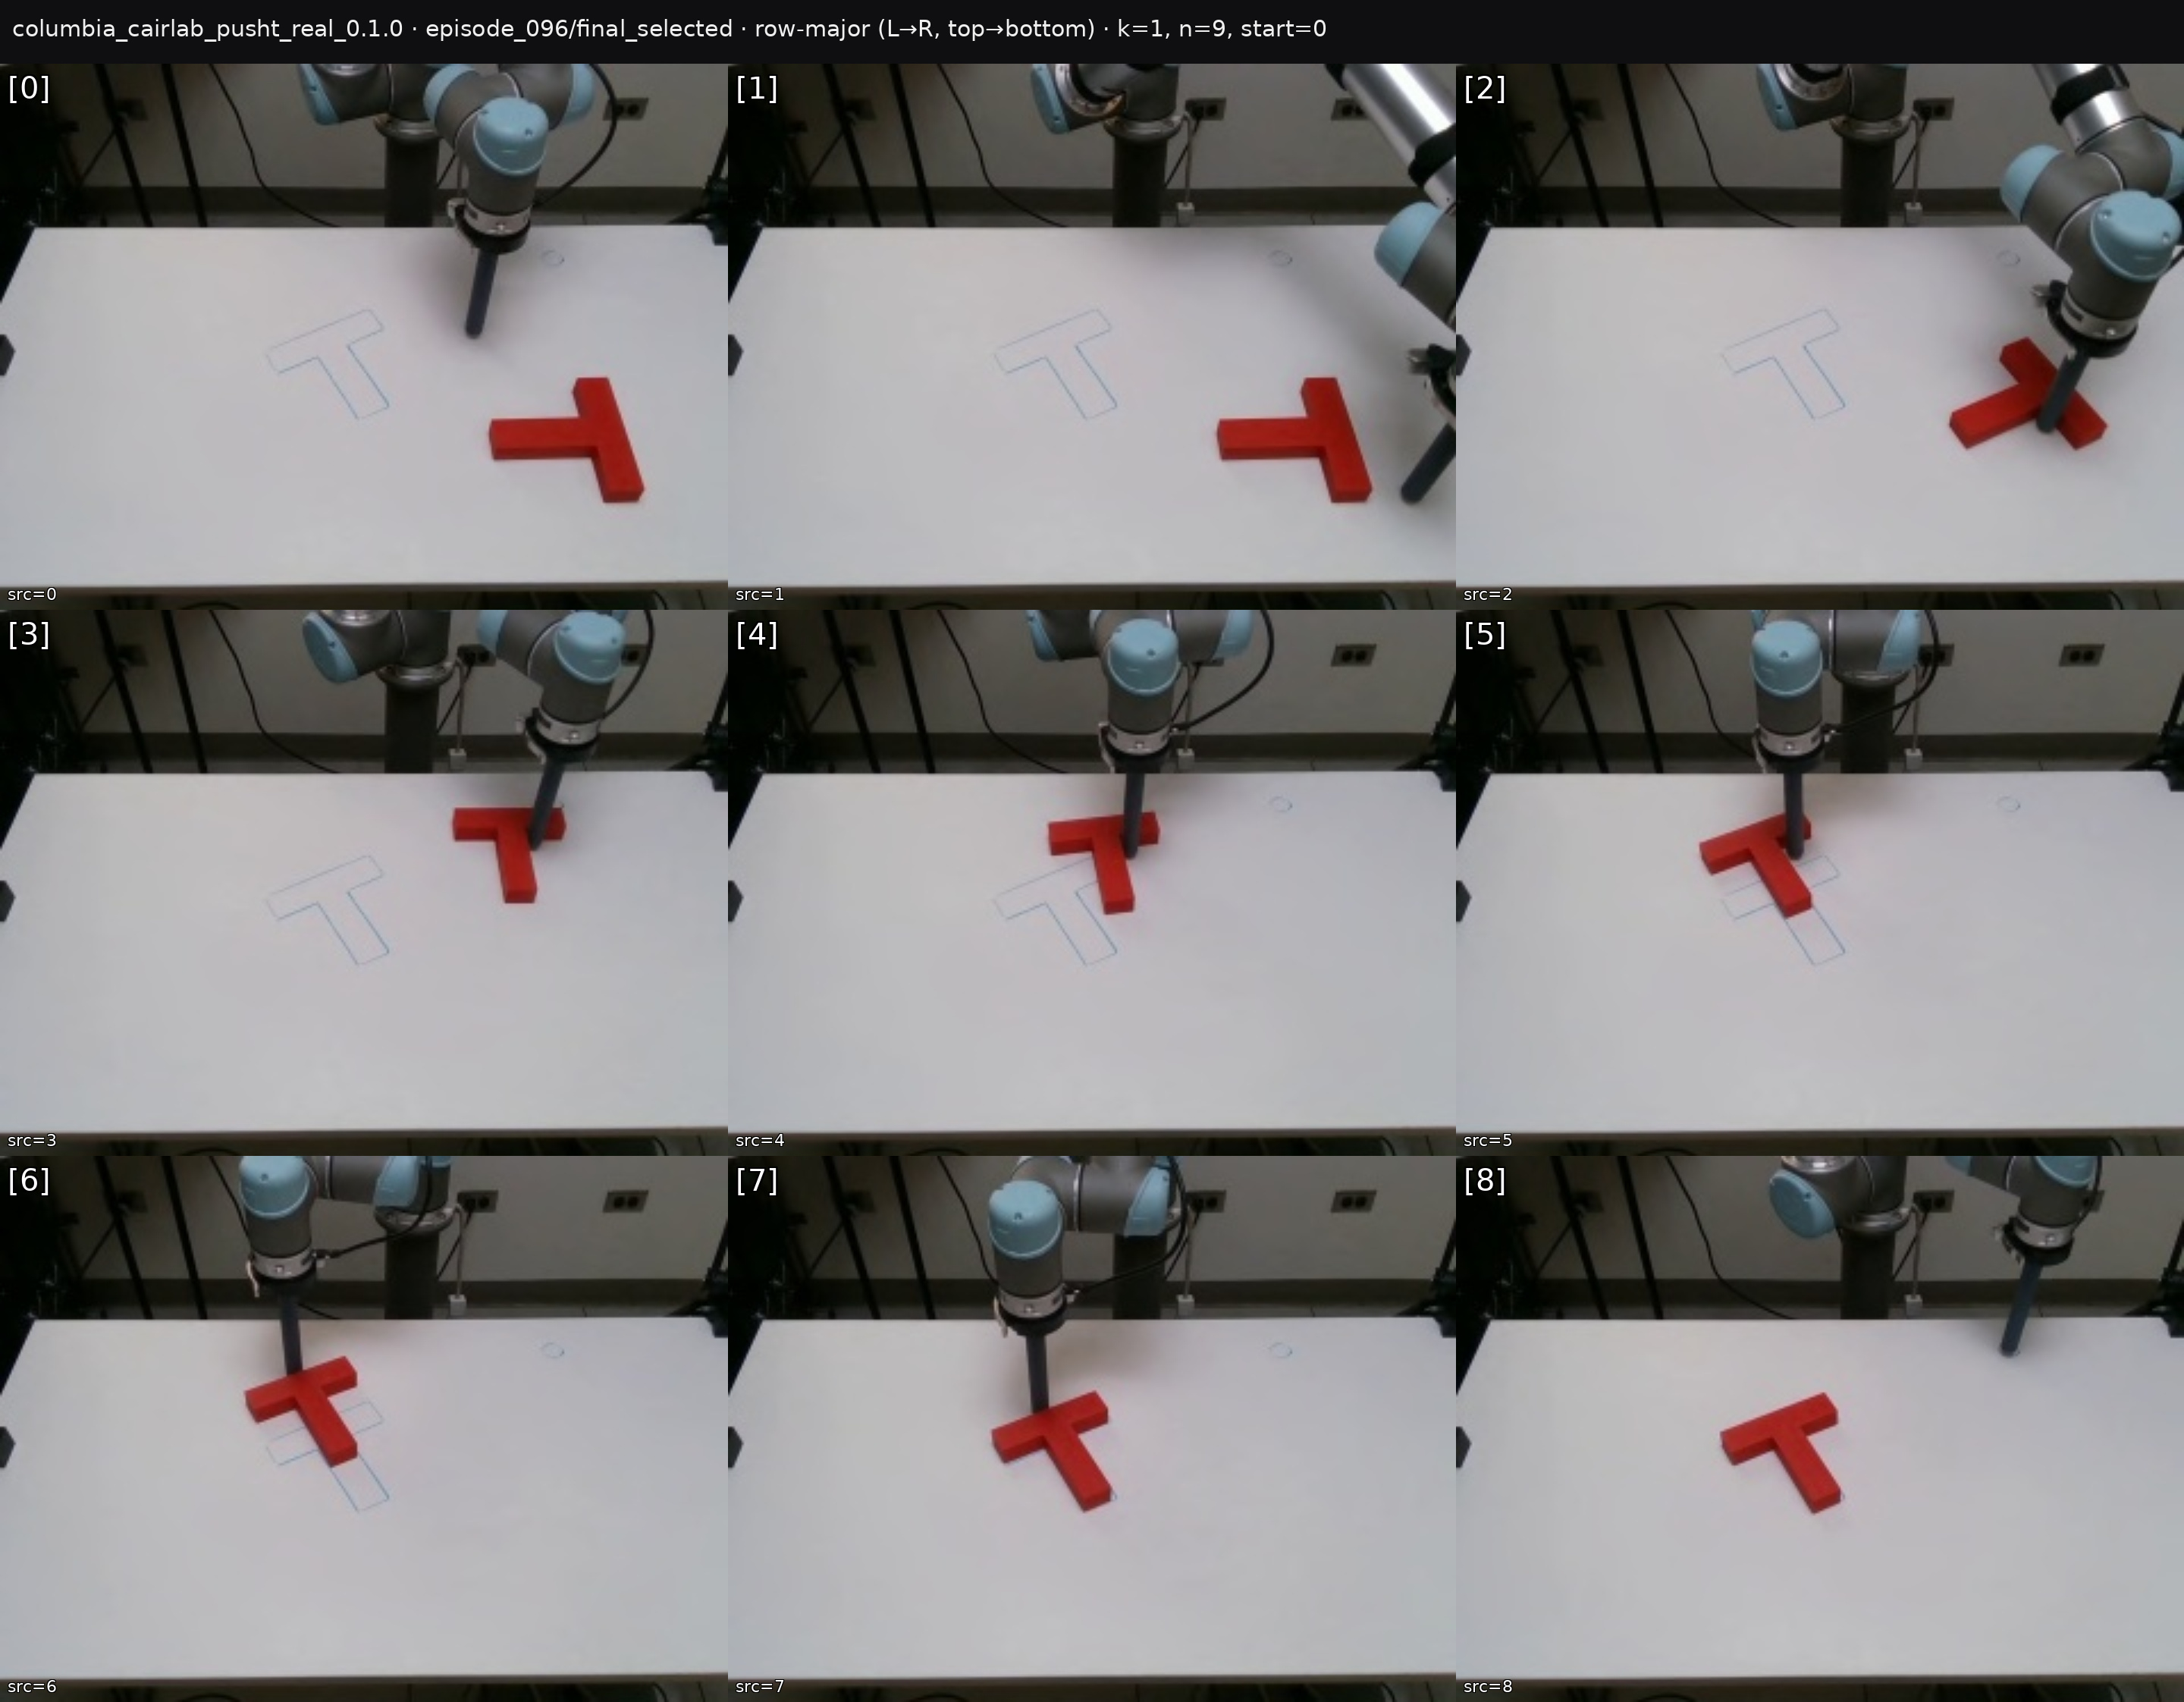 columbia_cairlab_pusht_real_0.1.0 · episode_096/final_selected · row-major (L→R, top→bottom) · k=1, n=9, start=0
[0]
[1]
[2]
src=0
src=1
src=2
[3]
[4]
[5]
src=3
src=4
src=5
[6]
[7]
[8]
src=6
src=7
src=8